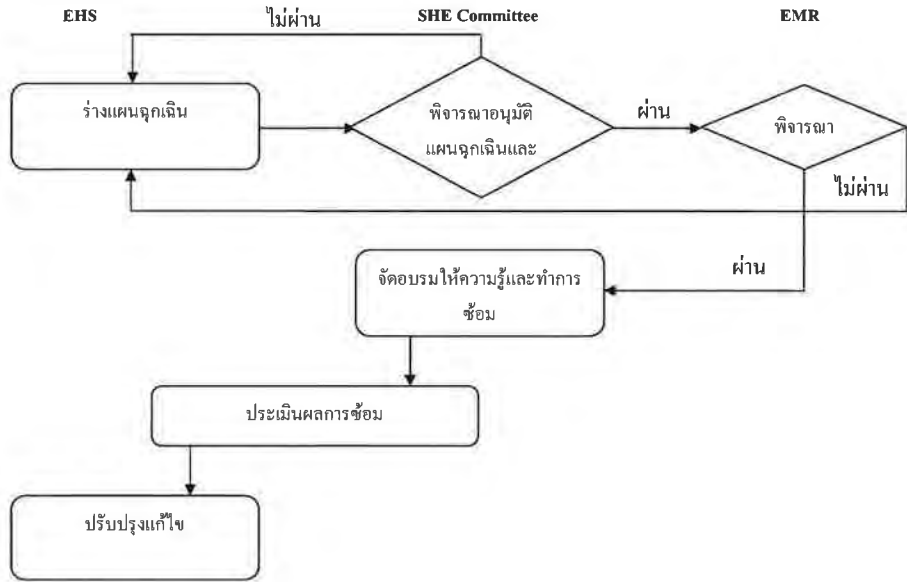 EHS
SHE Committee
EMR
ไม่ผ่าน
ร่างแผนฉุกเฉิน
พิจารณาอนุมัติ
แผนฉุกเฉินและ
ผ่าน
พิจารณา
ไม่ผ่าน
ผ่าน
จัดอบรมให้ความรู้และทำการ
ซ้อม
ประเมินผลการซ้อม
ปรับปรุงแก้ไข